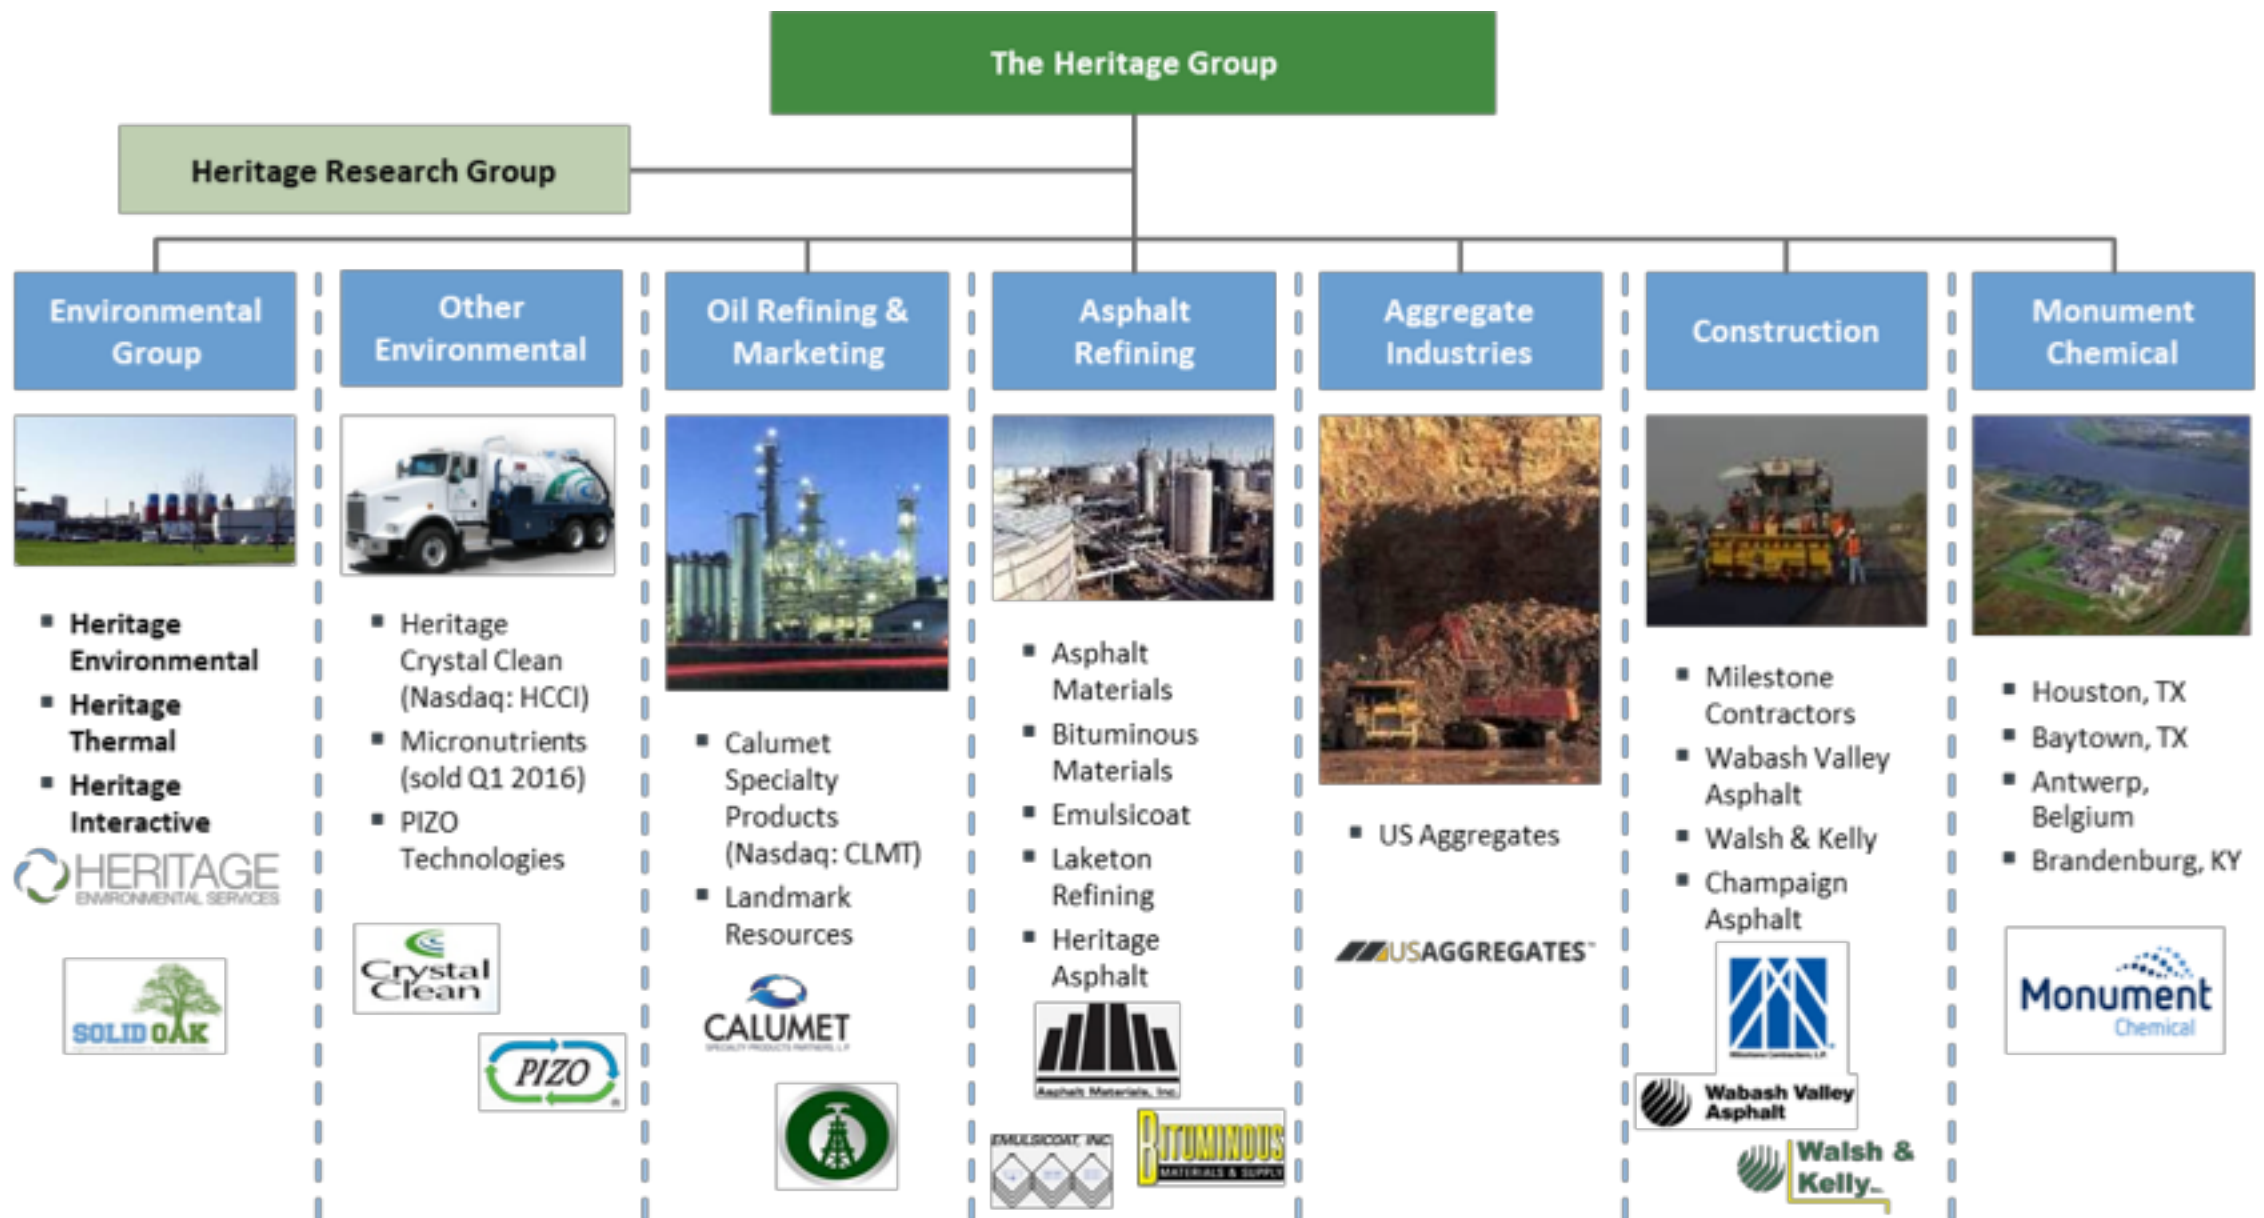 The Heritage Group
Heritage Research Group
Environmental
Group
▪ Heritage
Environmental
▪ Heritage
Thermal
▪ Heritage
Interactive
HERITAGE
ENVIRONMENTAL SERVICES
SOLID OAK
Other
Environmental
▪ Heritage
Crystal Clean
(Nasdaq: HCCI)
▪ Micronutrients
(sold Q1 2016)
▪ PIZO
Technologies
Crystal
Clean
PIZO
Oil Refining &
Marketing
▪ Calumet
Specialty
Products
(Nasdaq: CLMT)
▪ Landmark
Resources
CALUMET
SPECIALTY PRODUCTS PARTNERS, L.P.
Asphalt
Refining
▪ Asphalt
Materials
▪ Bituminous
Materials
▪ Emulsicoat
▪ Laketon
Refining
▪ Heritage
Asphalt
Asphalt Materials, Inc.
EMULSICOAT, INC.
BITUMINOUS
MATERIALS & SUPPLY
Aggregate
Industries
▪ US Aggregates
USAGGREGATES
Construction
▪ Milestone
Contractors
▪ Wabash Valley
Asphalt
▪ Walsh & Kelly
▪ Champaign
Asphalt
Milestone Contractors, L.P.
Wabash Valley
Asphalt
Walsh &
Kelly
Monument
Chemical
▪ Houston, TX
▪ Baytown, TX
▪ Antwerp,
Belgium
▪ Brandenburg, KY
Monument
Chemical